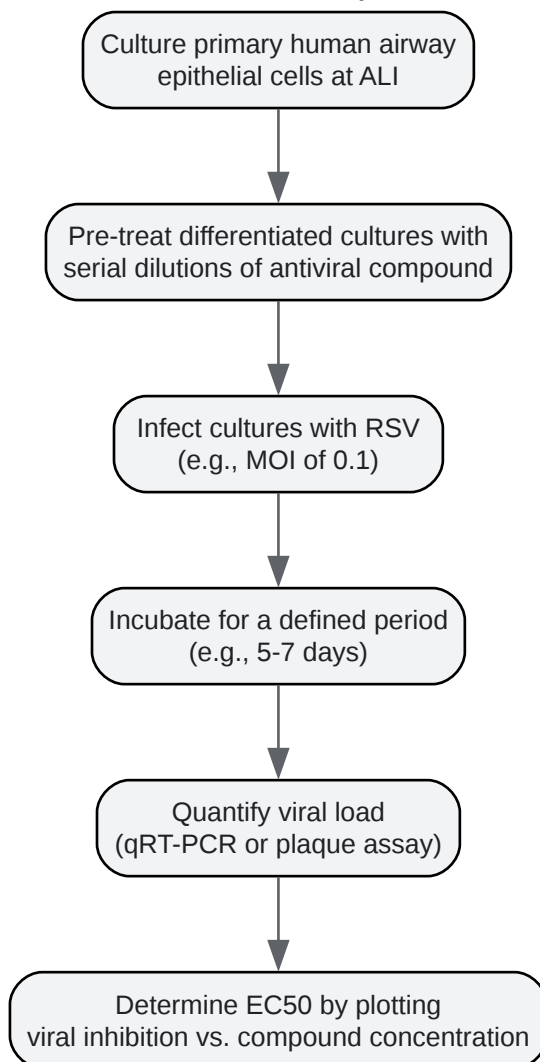 Culture primary human airway
epithelial cells at ALI
Pre-treat differentiated cultures with
serial dilutions of antiviral compound
Infect cultures with RSV
(e.g., MOI of 0.1)
Incubate for a defined period
(e.g., 5-7 days)
Quantify viral load
(qRT-PCR or plaque assay)
Determine EC50 by plotting
viral inhibition vs. compound concentration